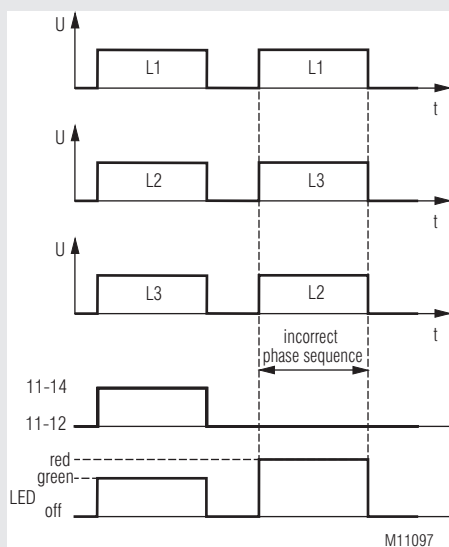 U
L1
L1
t
U
L2
L3
t
U
L3
L2
t
incorrect
phase sequence
11-14
11-12
red
green
LED
off
M11097